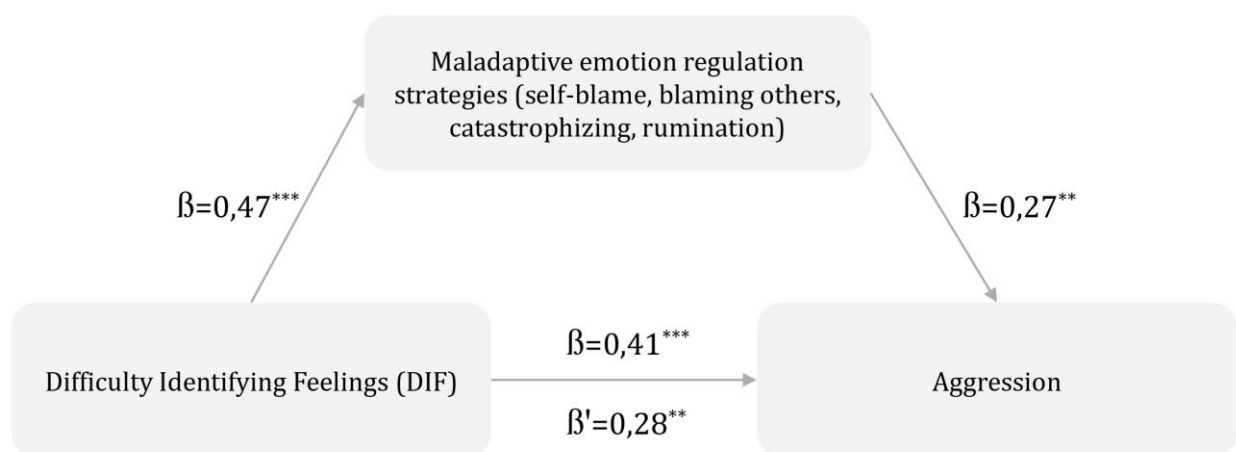 Maladaptive emotion regulation
strategies (self-blame, blaming others,
catastrophizing, rumination)
ß=0,47***
ß=0,27**
ß=0,41***
Difficulty Identifying Feelings (DIF)
Aggression
ß'=0,28**